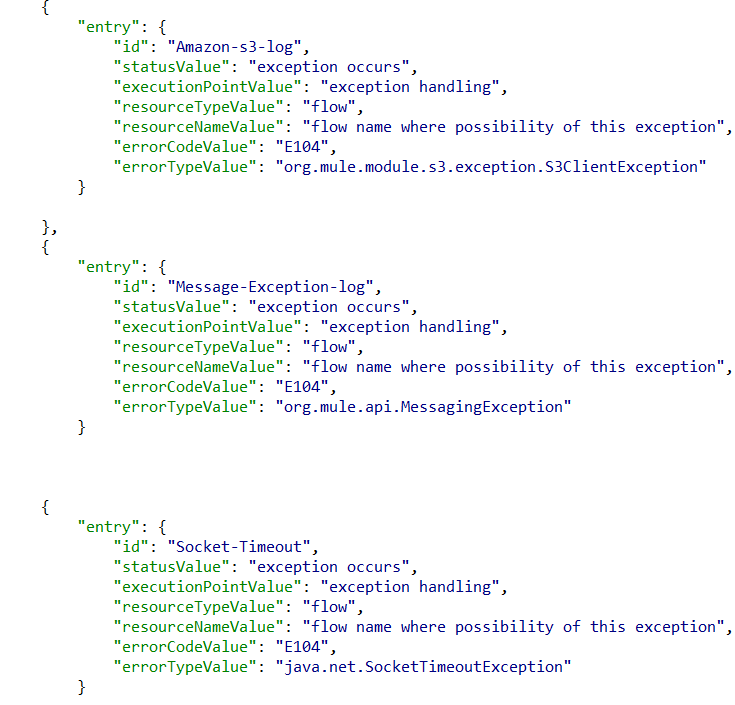 {
"entry": {
"id": "Amazon-s3-log",
"statusValue": "exception occurs",
"executionPointValue": "exception handling",
"resourceTypeValue": "flow",
"resourceNameValue": "flow name where possibility of this exception",
"errorCodeValue": "E104",
"errorTypeValue": "org.mule.module.s3.exception.S3ClientException"
}
},
{
"entry": {
"id": "Message-Exception-log",
"statusValue": "exception occurs",
"executionPointValue": "exception handling",
"resourceTypeValue": "flow",
"resourceNameValue": "flow name where possibility of this exception",
"errorCodeValue": "E104",
"errorTypeValue": "org.mule.api.MessagingException"
}
{
"entry": {
"id": "Socket-Timeout",
"statusValue": "exception occurs",
"executionPointValue": "exception handling",
"resourceTypeValue": "flow",
"resourceNameValue": "flow name where possibility of this exception",
"errorCodeValue": "E104",
"errorTypeValue": "java.net.SocketTimeoutException"
}